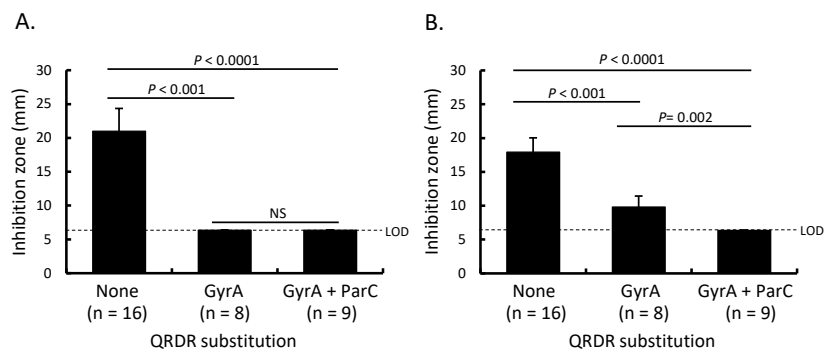 A.
P < 0.0001
P < 0.001
NS
LOD
Inhibition zone (mm)
30
25
20
15
10
5
0
None
(n = 16)
GyrA
(n = 8)
GyrA + ParC
(n = 9)
QRDR substitution
B.
P < 0.0001
P < 0.001
P= 0.002
LOD
Inhibition zone (mm)
30
25
20
15
10
5
0
None
(n = 16)
GyrA
(n = 8)
GyrA + ParC
(n = 9)
QRDR substitution